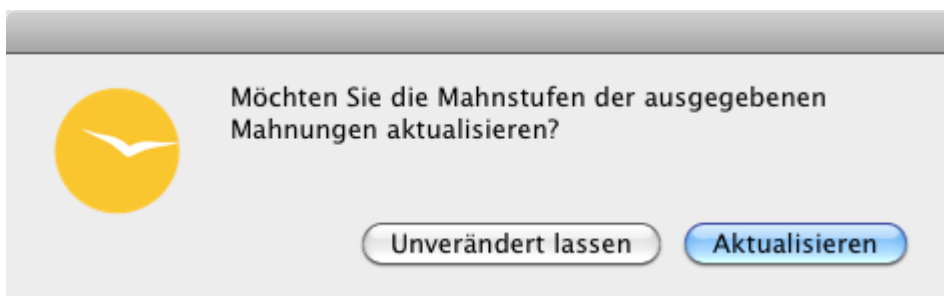 Möchten Sie die Mahnstufen der ausgegebenen
Mahnungen aktualisieren?
Unverändert lassen
Aktualisieren